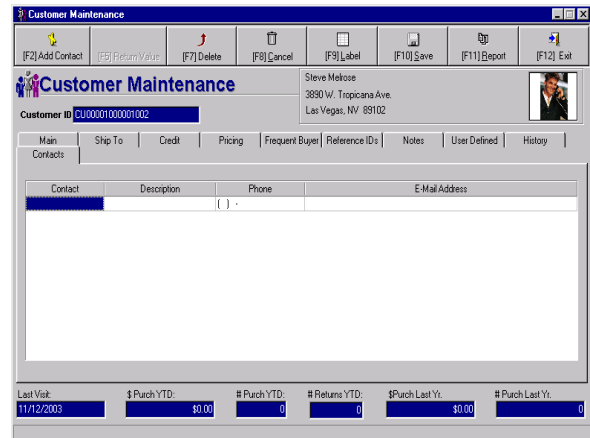 Customer Maintenance
[F2] Add Contact [F5] Return Value [F7] Delete [F8] Cancel [F9] Label [F10] Save [F11] Report [F12] Exit
Customer Maintenance
Steve Melrose
3890 W. Tropicana Ave.
Las Vegas, NV 89102
Customer ID CU00001000001002
Main Ship To Credit Pricing Frequent Buyer Reference IDs Notes User Defined History
Contacts
Contact Description Phone E-Mail Address
( ) -
Last Visit: $ Purch YTD: # Purch YTD: # Returns YTD: $Purch Last Yr. # Purch Last Yr.
11/12/2003 $0.00 0 0 $0.00 0